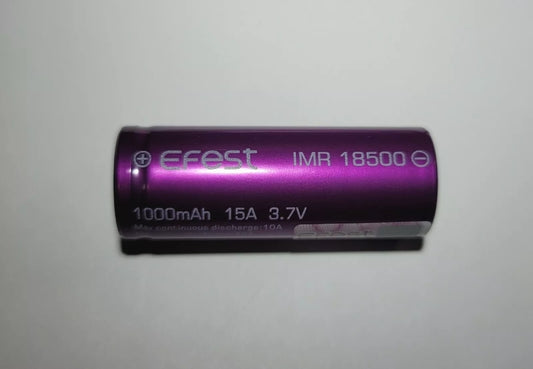 ⊕ Efest IMR 18500 ⊖
1000mAh 15A 3.7V
Max continuous discharge:10A